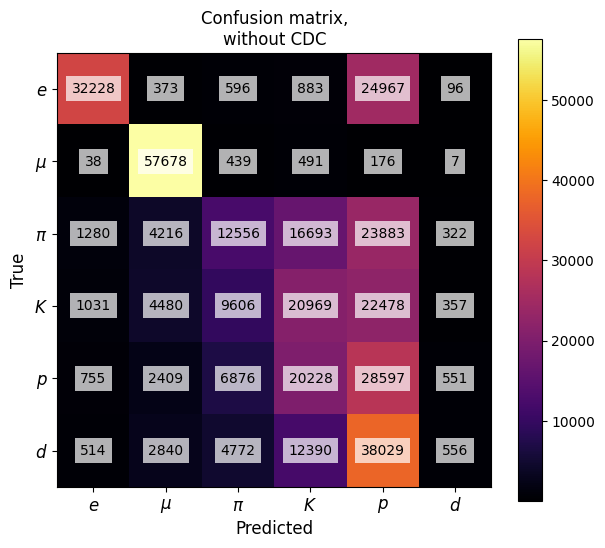 Confusion matrix,
without CDC
e 32228 373 596 883 24967 96
μ 38 57678 439 491 176 7
π 1280 4216 12556 16693 23883 322
K 1031 4480 9606 20969 22478 357
p 755 2409 6876 20228 28597 551
d 514 2840 4772 12390 38029 556
e μ π K p d
Predicted
True
50000
40000
30000
20000
10000